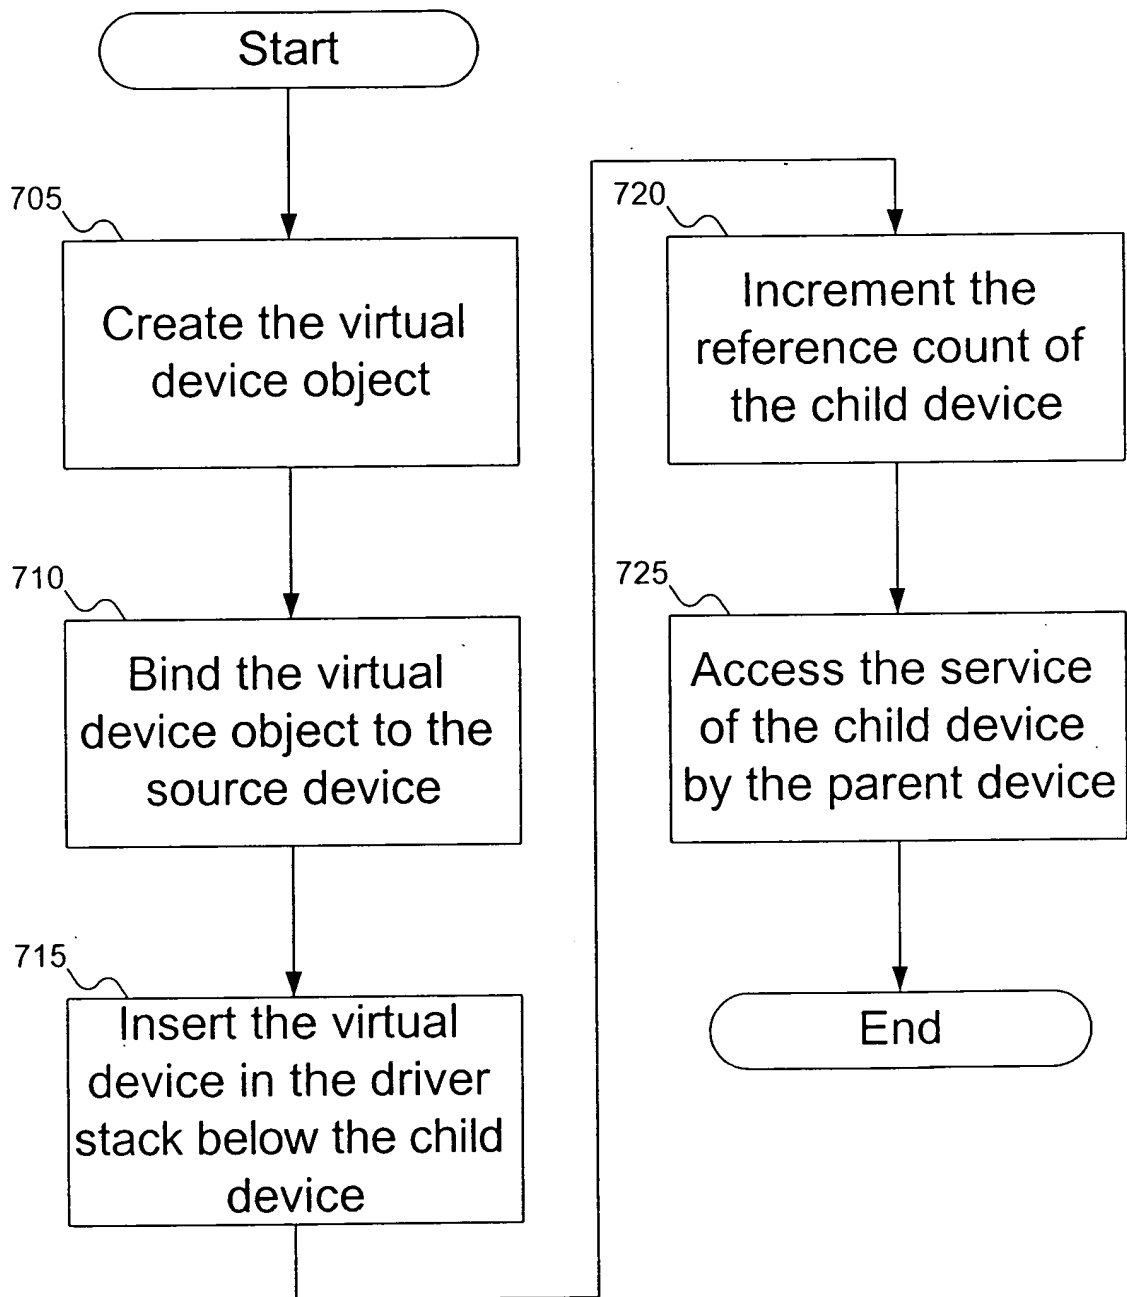 Start
705
Create the virtual
device object
710
Bind the virtual
device object to the
source device
715
Insert the virtual
device in the driver
stack below the child
device
720
Increment the
reference count of
the child device
725
Access the service
of the child device
by the parent device
End